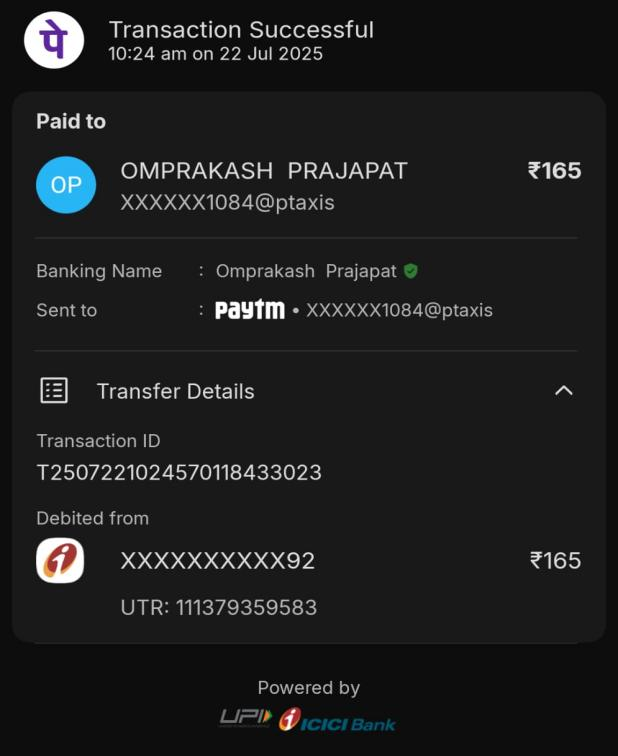 पे
Transaction Successful
10:24 am on 22 Jul 2025
Paid to
OP
OMPRAKASH PRAJAPAT ₹165
XXXXXX1084@ptaxis
Banking Name : Omprakash Prajapat
Sent to : paytm • XXXXXX1084@ptaxis
Transfer Details
Transaction ID
T2507221024570118433023
Debited from
XXXXXXXXXX92 ₹165
UTR: 111379359583
Powered by
UPI ICICI Bank